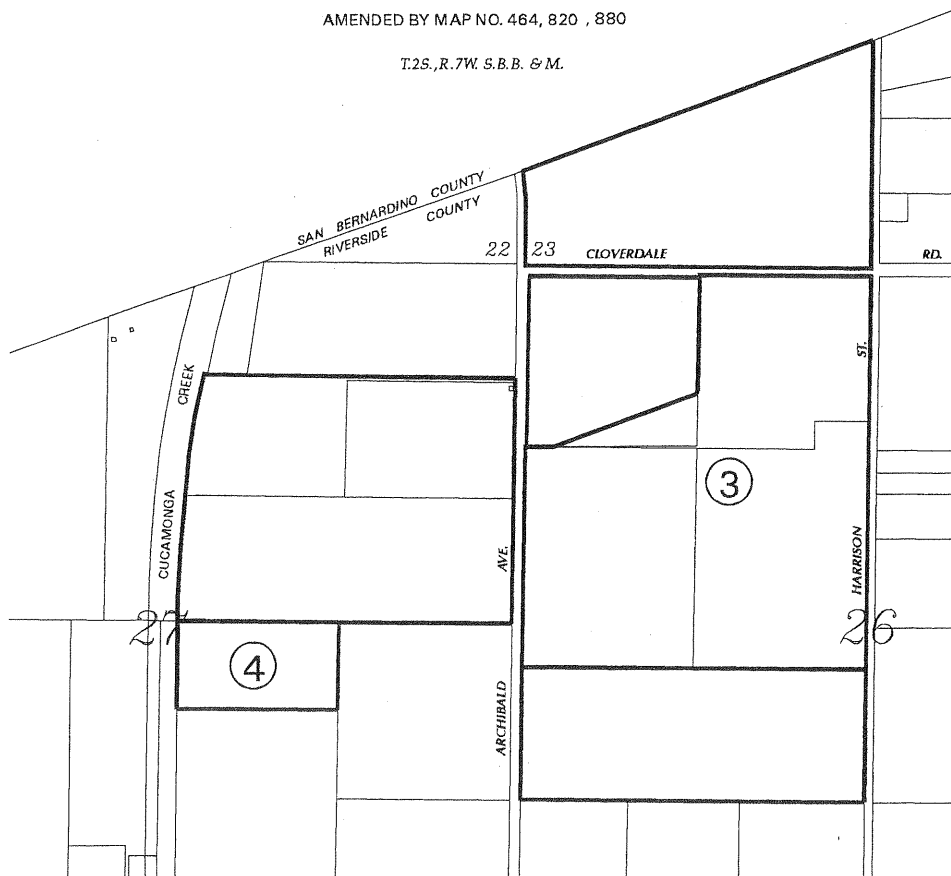 AMENDED BY MAP NO. 464, 820 , 880
T.2S.,R.7W. S.B.B. & M.
SAN BERNARDINO COUNTY
RIVERSIDE COUNTY
22 23
CLOVERDALE RD.
ST.
CREEK
CUCAMONGA
3
AVE.
HARRISON
27
26
4
ARCHIBALD